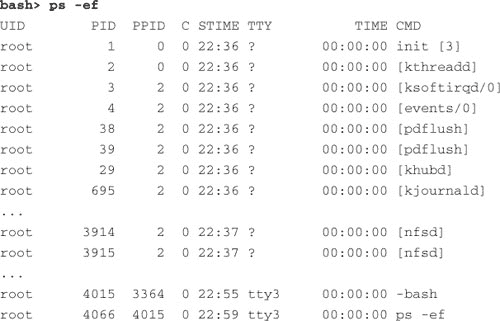 bash> ps -ef
UID PID PPID C STIME TTY TIME CMD
root 1 0 0 22:36 ? 00:00:00 init [3]
root 2 0 0 22:36 ? 00:00:00 [kthreadd]
root 3 2 0 22:36 ? 00:00:00 [ksoftirqd/0]
root 4 2 0 22:36 ? 00:00:00 [events/0]
root 38 2 0 22:36 ? 00:00:00 [pdflush]
root 39 2 0 22:36 ? 00:00:00 [pdflush]
root 29 2 0 22:36 ? 00:00:00 [khubd]
root 695 2 0 22:36 ? 00:00:00 [kjournald]
...
root 3914 2 0 22:37 ? 00:00:00 [nfsd]
root 3915 2 0 22:37 ? 00:00:00 [nfsd]
...
root 4015 3364 0 22:55 tty3 00:00:00 -bash
root 4066 4015 0 22:59 tty3 00:00:00 ps -ef